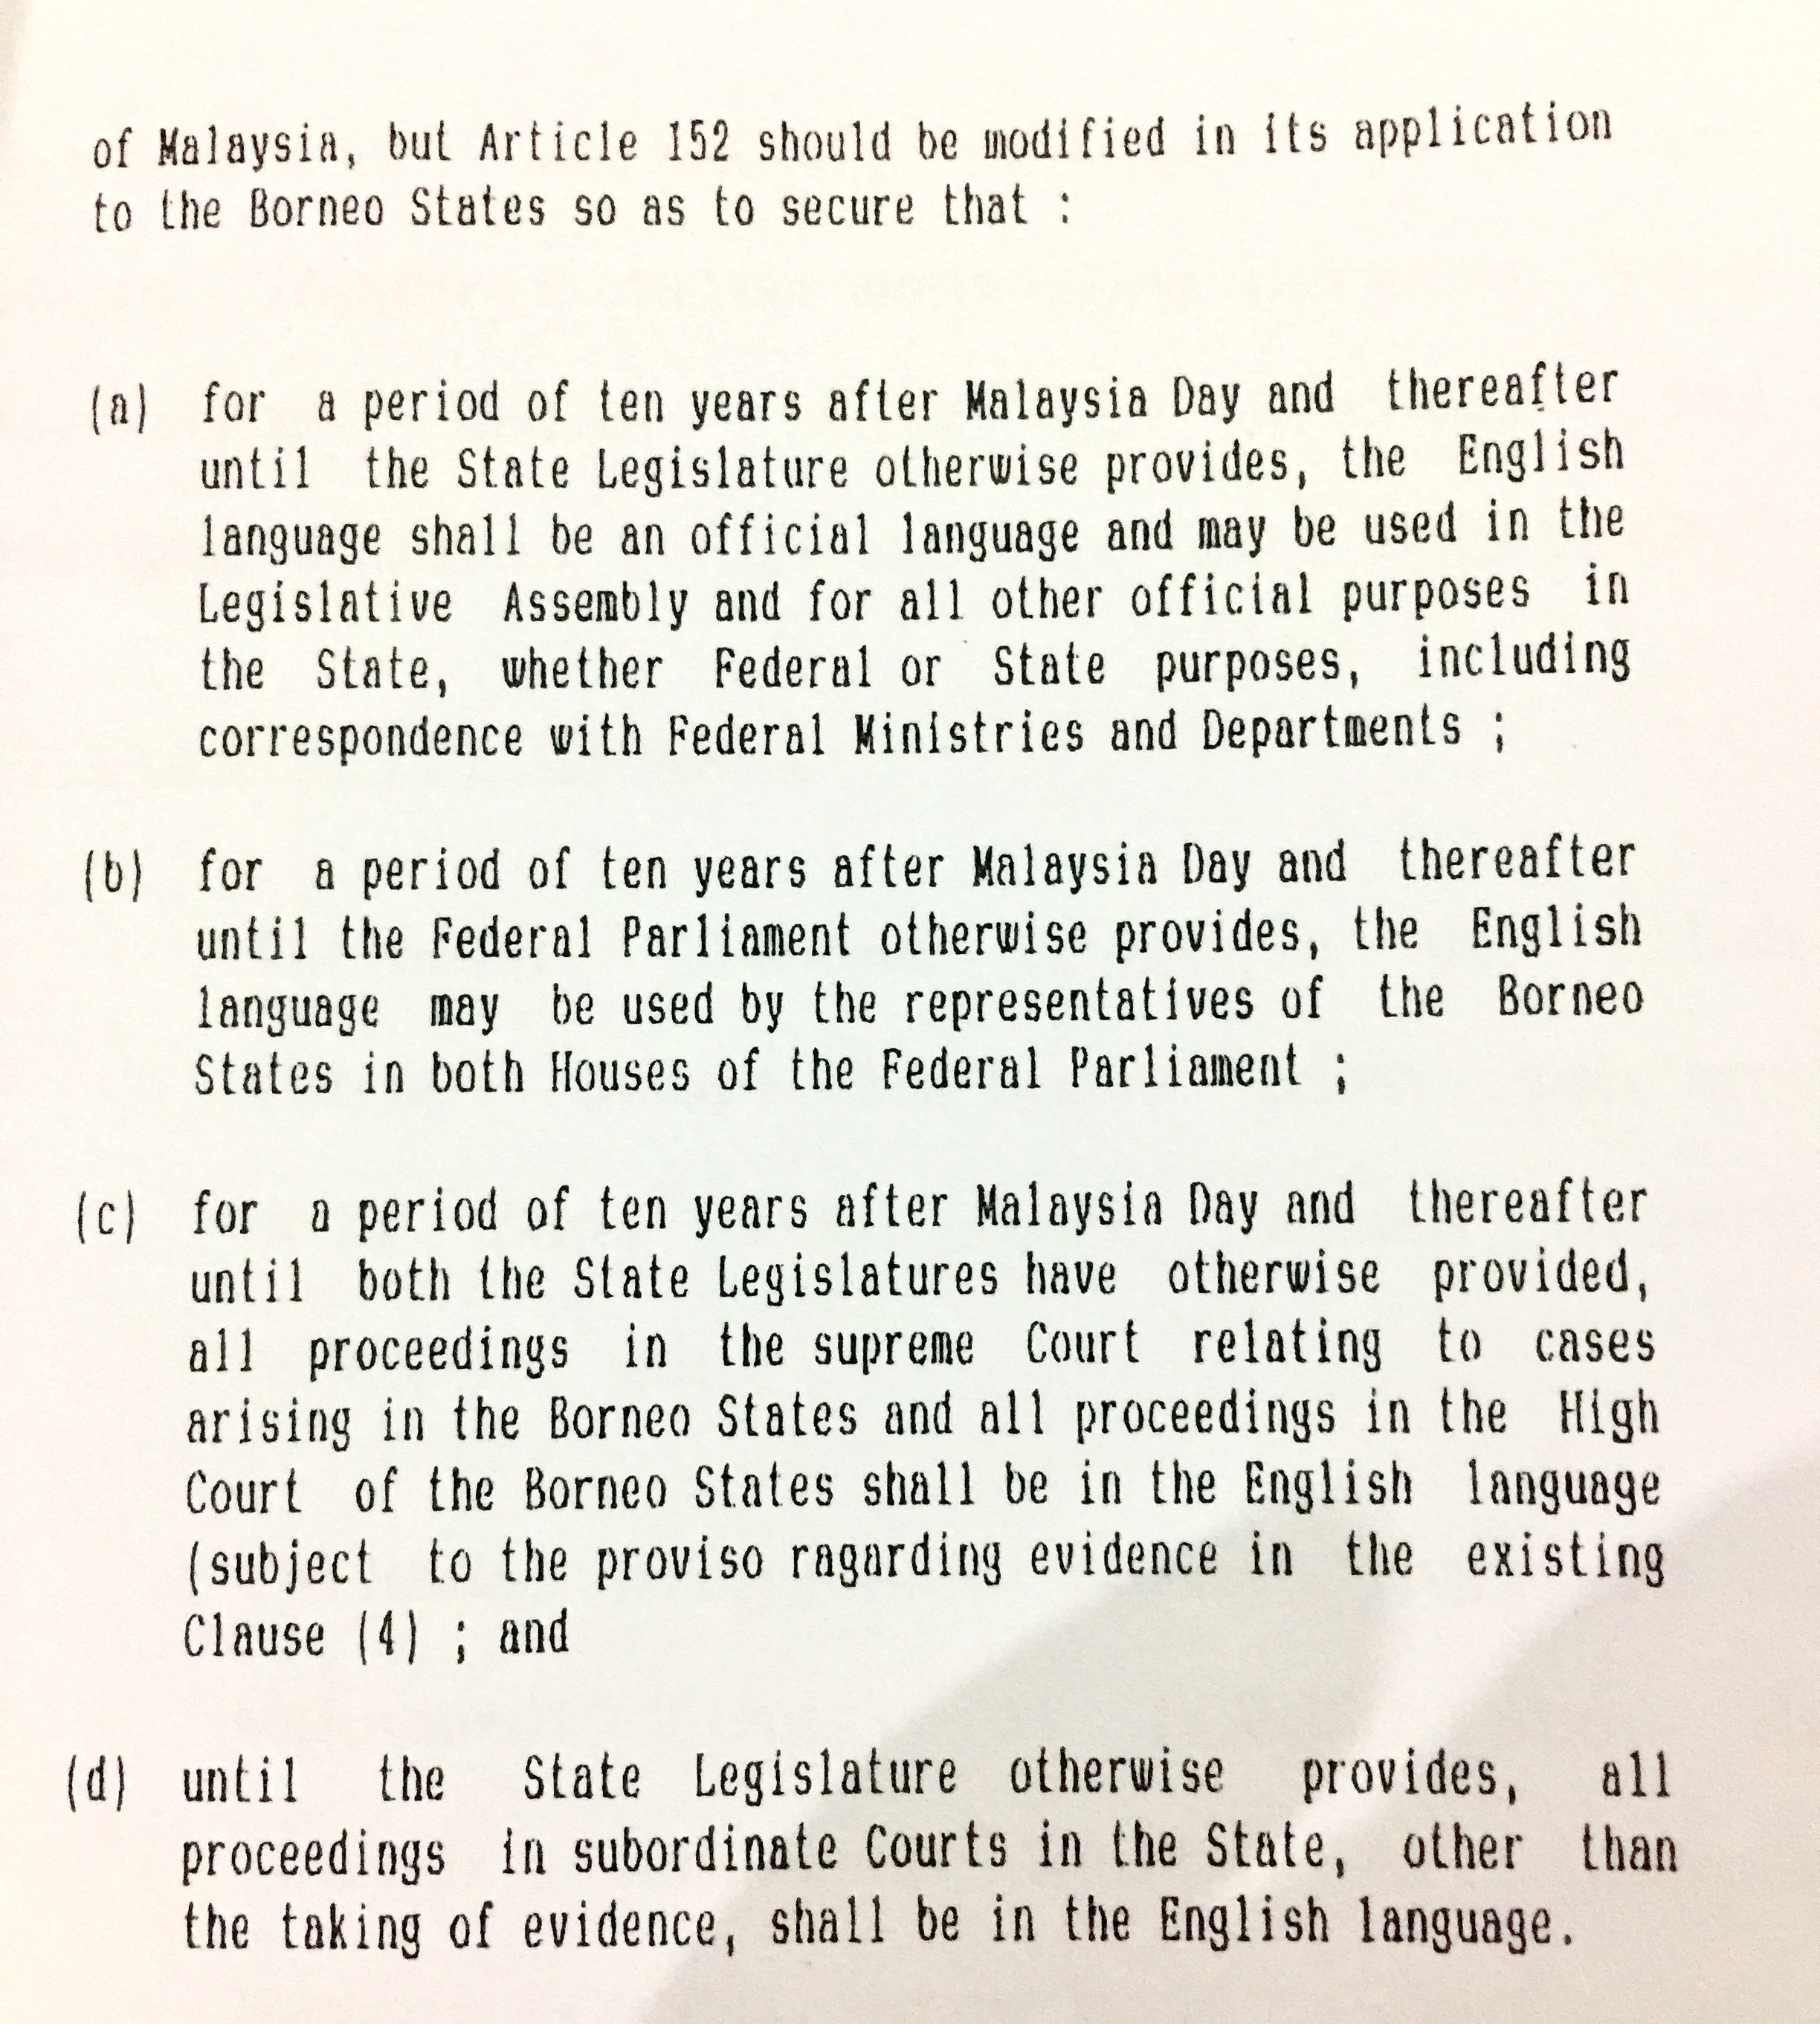 of Malaysia, but Article 152 should be modified in its application
to the Borneo States so as to secure that :
(a) for a period of ten years after Malaysia Day and thereafter
until the State Legislature otherwise provides, the English
language shall be an official language and may be used in the
Legislative Assembly and for all other official purposes in
the State, whether Federal or State purposes, including
correspondence with Federal Ministries and Departments ;
(b) for a period of ten years after Malaysia Day and thereafter
until the Federal Parliament otherwise provides, the English
language may be used by the representatives of the Borneo
States in both Houses of the Federal Parliament ;
(c) for a period of ten years after Malaysia Day and thereafter
until both the State Legislatures have otherwise provided,
all proceedings in the supreme Court relating to cases
arising in the Borneo States and all proceedings in the High
Court of the Borneo States shall be in the English language
(subject to the proviso ragarding evidence in the existing
Clause (4) ; and
(d) until the State Legislature otherwise provides, all
proceedings in subordinate Courts in the State, other than
the taking of evidence, shall be in the English language.